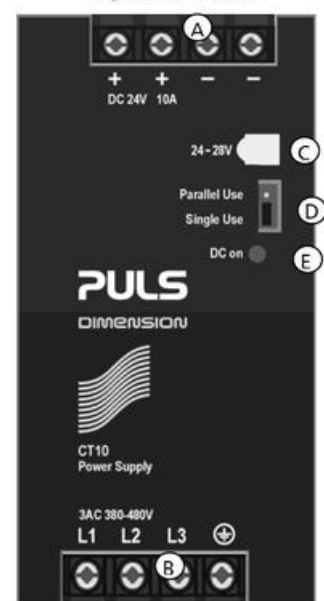 A
+ + − −
DC 24V 10A
24-28V C
Parallel Use
D
Single Use
DC on E
PULS
DIMENSION
CT10
Power Supply
3AC 380-480V
L1 L2 L3
B